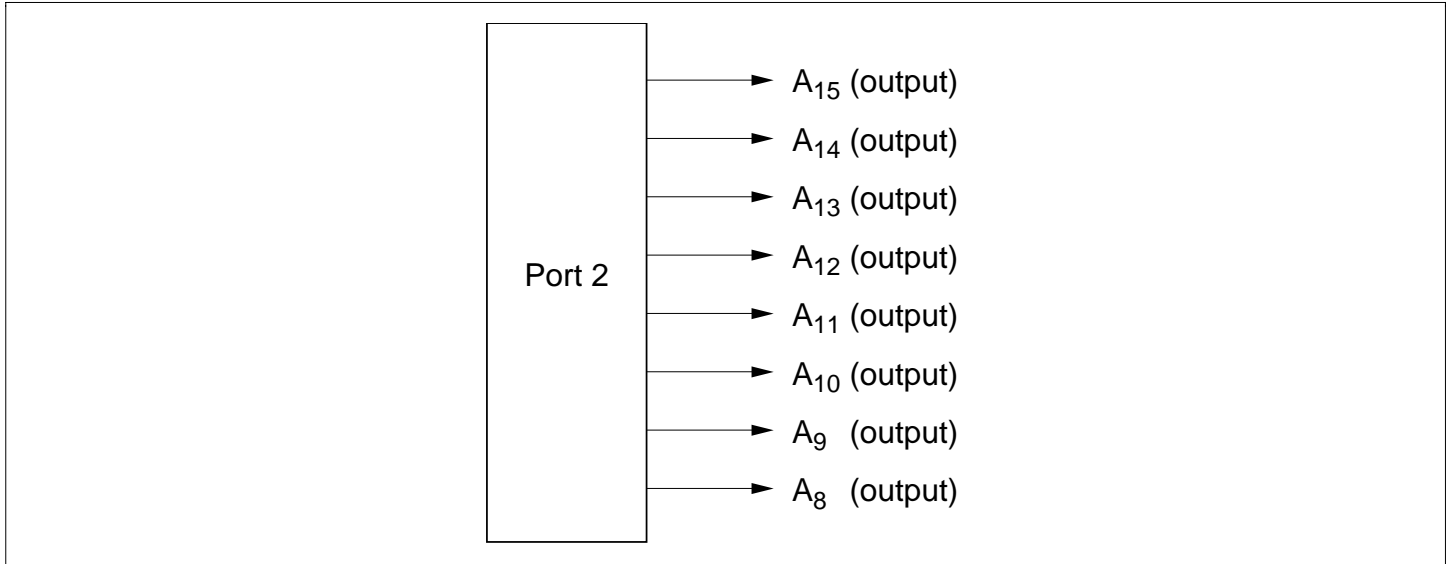 A15 (output)
A14 (output)
A13 (output)
A12 (output)
Port 2
A11 (output)
A10 (output)
A9 (output)
A8 (output)